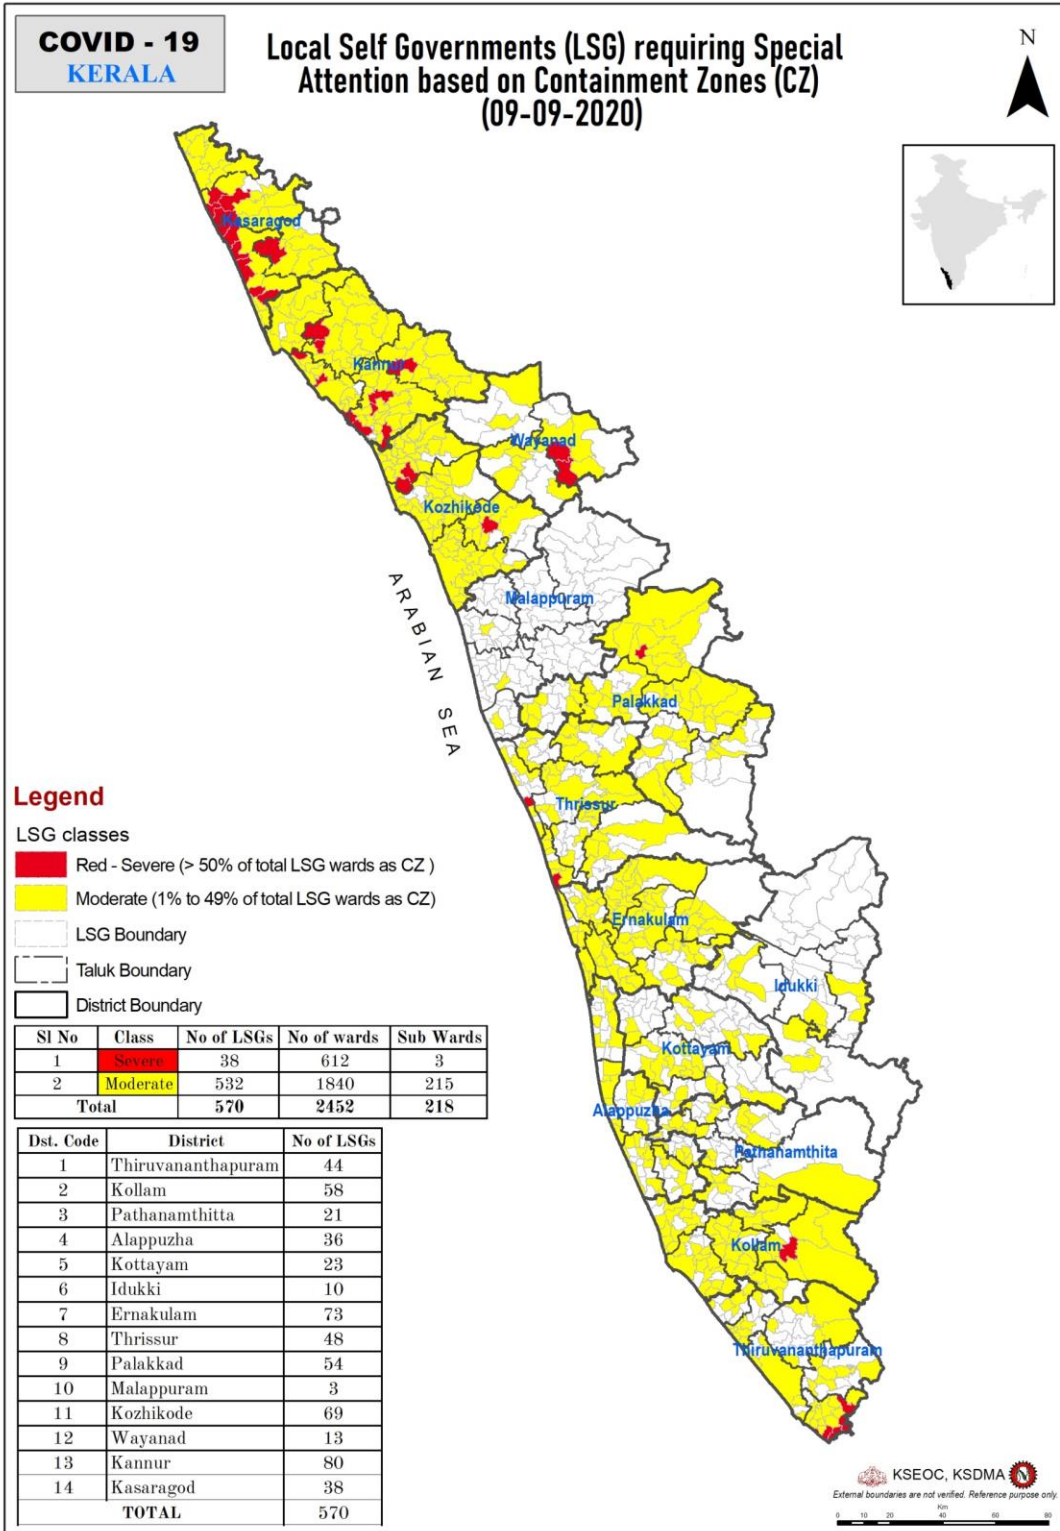 COVID - 19
KERALA
Local Self Governments (LSG) requiring Special
Attention based on Containment Zones (CZ)
(09-09-2020)
N
Kasaragod
Kannur
Wayanad
Kozhikode
Malappuram
ARABIAN SEA
Palakkad
Thrissur
Ernakulam
Idukki
Kottayam
Alappuzha
Pathanamthita
Kollam
Thiruvananthapuram
Legend
LSG classes
Red - Severe (> 50% of total LSG wards as CZ )
Moderate (1% to 49% of total LSG wards as CZ)
LSG Boundary
Taluk Boundary
District Boundary
Sl No Class No of LSGs No of wards Sub Wards
1 Severe 38 612 3
2 Moderate 532 1840 215
Total 570 2452 218
Dst. Code District No of LSGs
1 Thiruvananthapuram 44
2 Kollam 58
3 Pathanamthitta 21
4 Alappuzha 36
5 Kottayam 23
6 Idukki 10
7 Ernakulam 73
8 Thrissur 48
9 Palakkad 54
10 Malappuram 3
11 Kozhikode 69
12 Wayanad 13
13 Kannur 80
14 Kasaragod 38
TOTAL 570
KSEOC, KSDMA
External boundaries are not verified. Reference purpose only.
Km
0 10 20 40 60 80